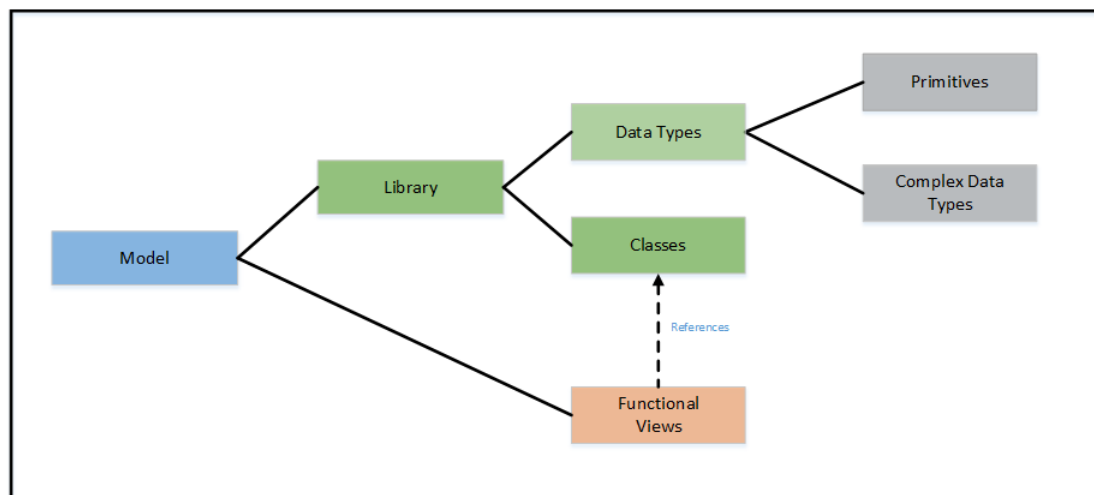 Primitives
Data Types
Library
Complex Data
Types
Classes
Model
References
Functional
Views